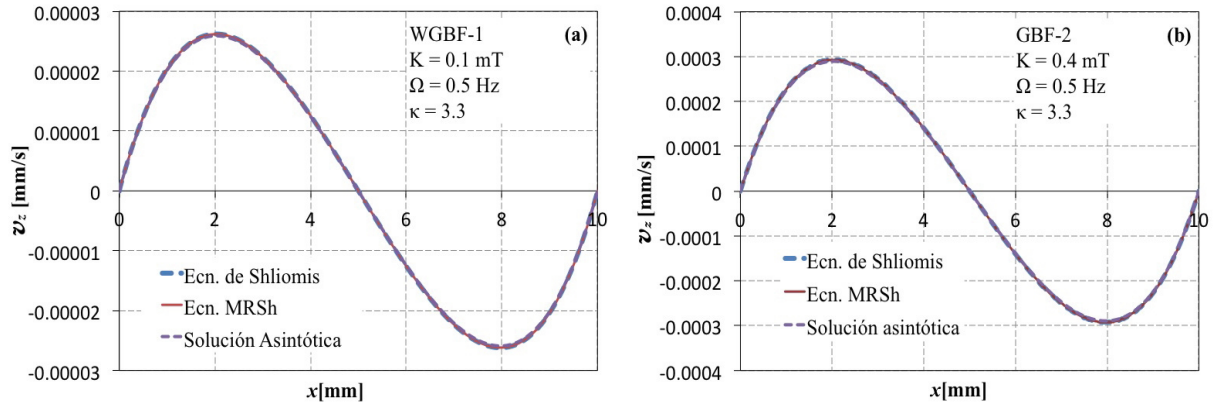 0.00003
0.00002
0.00001
0
-0.00001
-0.00002
-0.00003
0 2 4 6 8 10
v_z [mm/s]
x[mm]
WGBF-1 (a)
K = 0.1 mT
Ω = 0.5 Hz
κ = 3.3
Ecn. de Shliomis
Ecn. MRSh
Solución Asintótica
0.0004
0.0003
0.0002
0.0001
0
-0.0001
-0.0002
-0.0003
-0.0004
0 2 4 6 8 10
v_z [mm/s]
x[mm]
GBF-2 (b)
K = 0.4 mT
Ω = 0.5 Hz
κ = 3.3
Ecn. de Shliomis
Ecn. MRSh
Solución asintótica